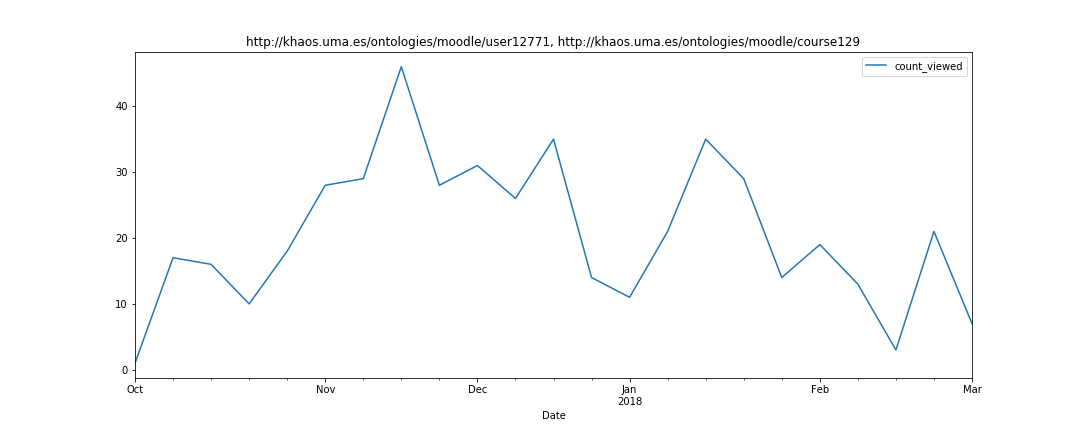 http://khaos.uma.es/ontologies/moodle/user12771, http://khaos.uma.es/ontologies/moodle/course129
count_viewed
40
30
20
10
0
Oct Nov Dec Jan Feb Mar
2018
Date